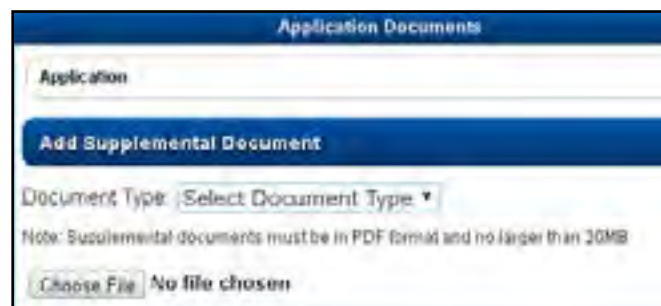 Application Documents
Application
Add Supplemental Document
Document Type: Select Document Type
Note: Supplemental documents must be in PDF format and no larger than 20MB
Choose File No file chosen